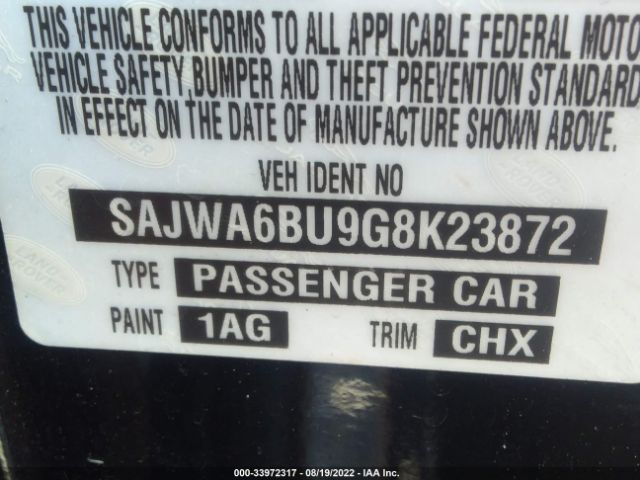 THIS VEHICLE CONFORMS TO ALL APPLICABLE FEDERAL MOTO
VEHICLE SAFETY BUMPER AND THEFT PREVENTION STANDARD
IN EFFECT ON THE DATE OF MANUFACTURE SHOWN ABOVE.
VEH IDENT NO
SAJWA6BU9G8K23872
TYPE PASSENGER CAR
PAINT 1AG TRIM CHX
LAND ROVER
000-33972317 - 08/19/2022 - IAA Inc.